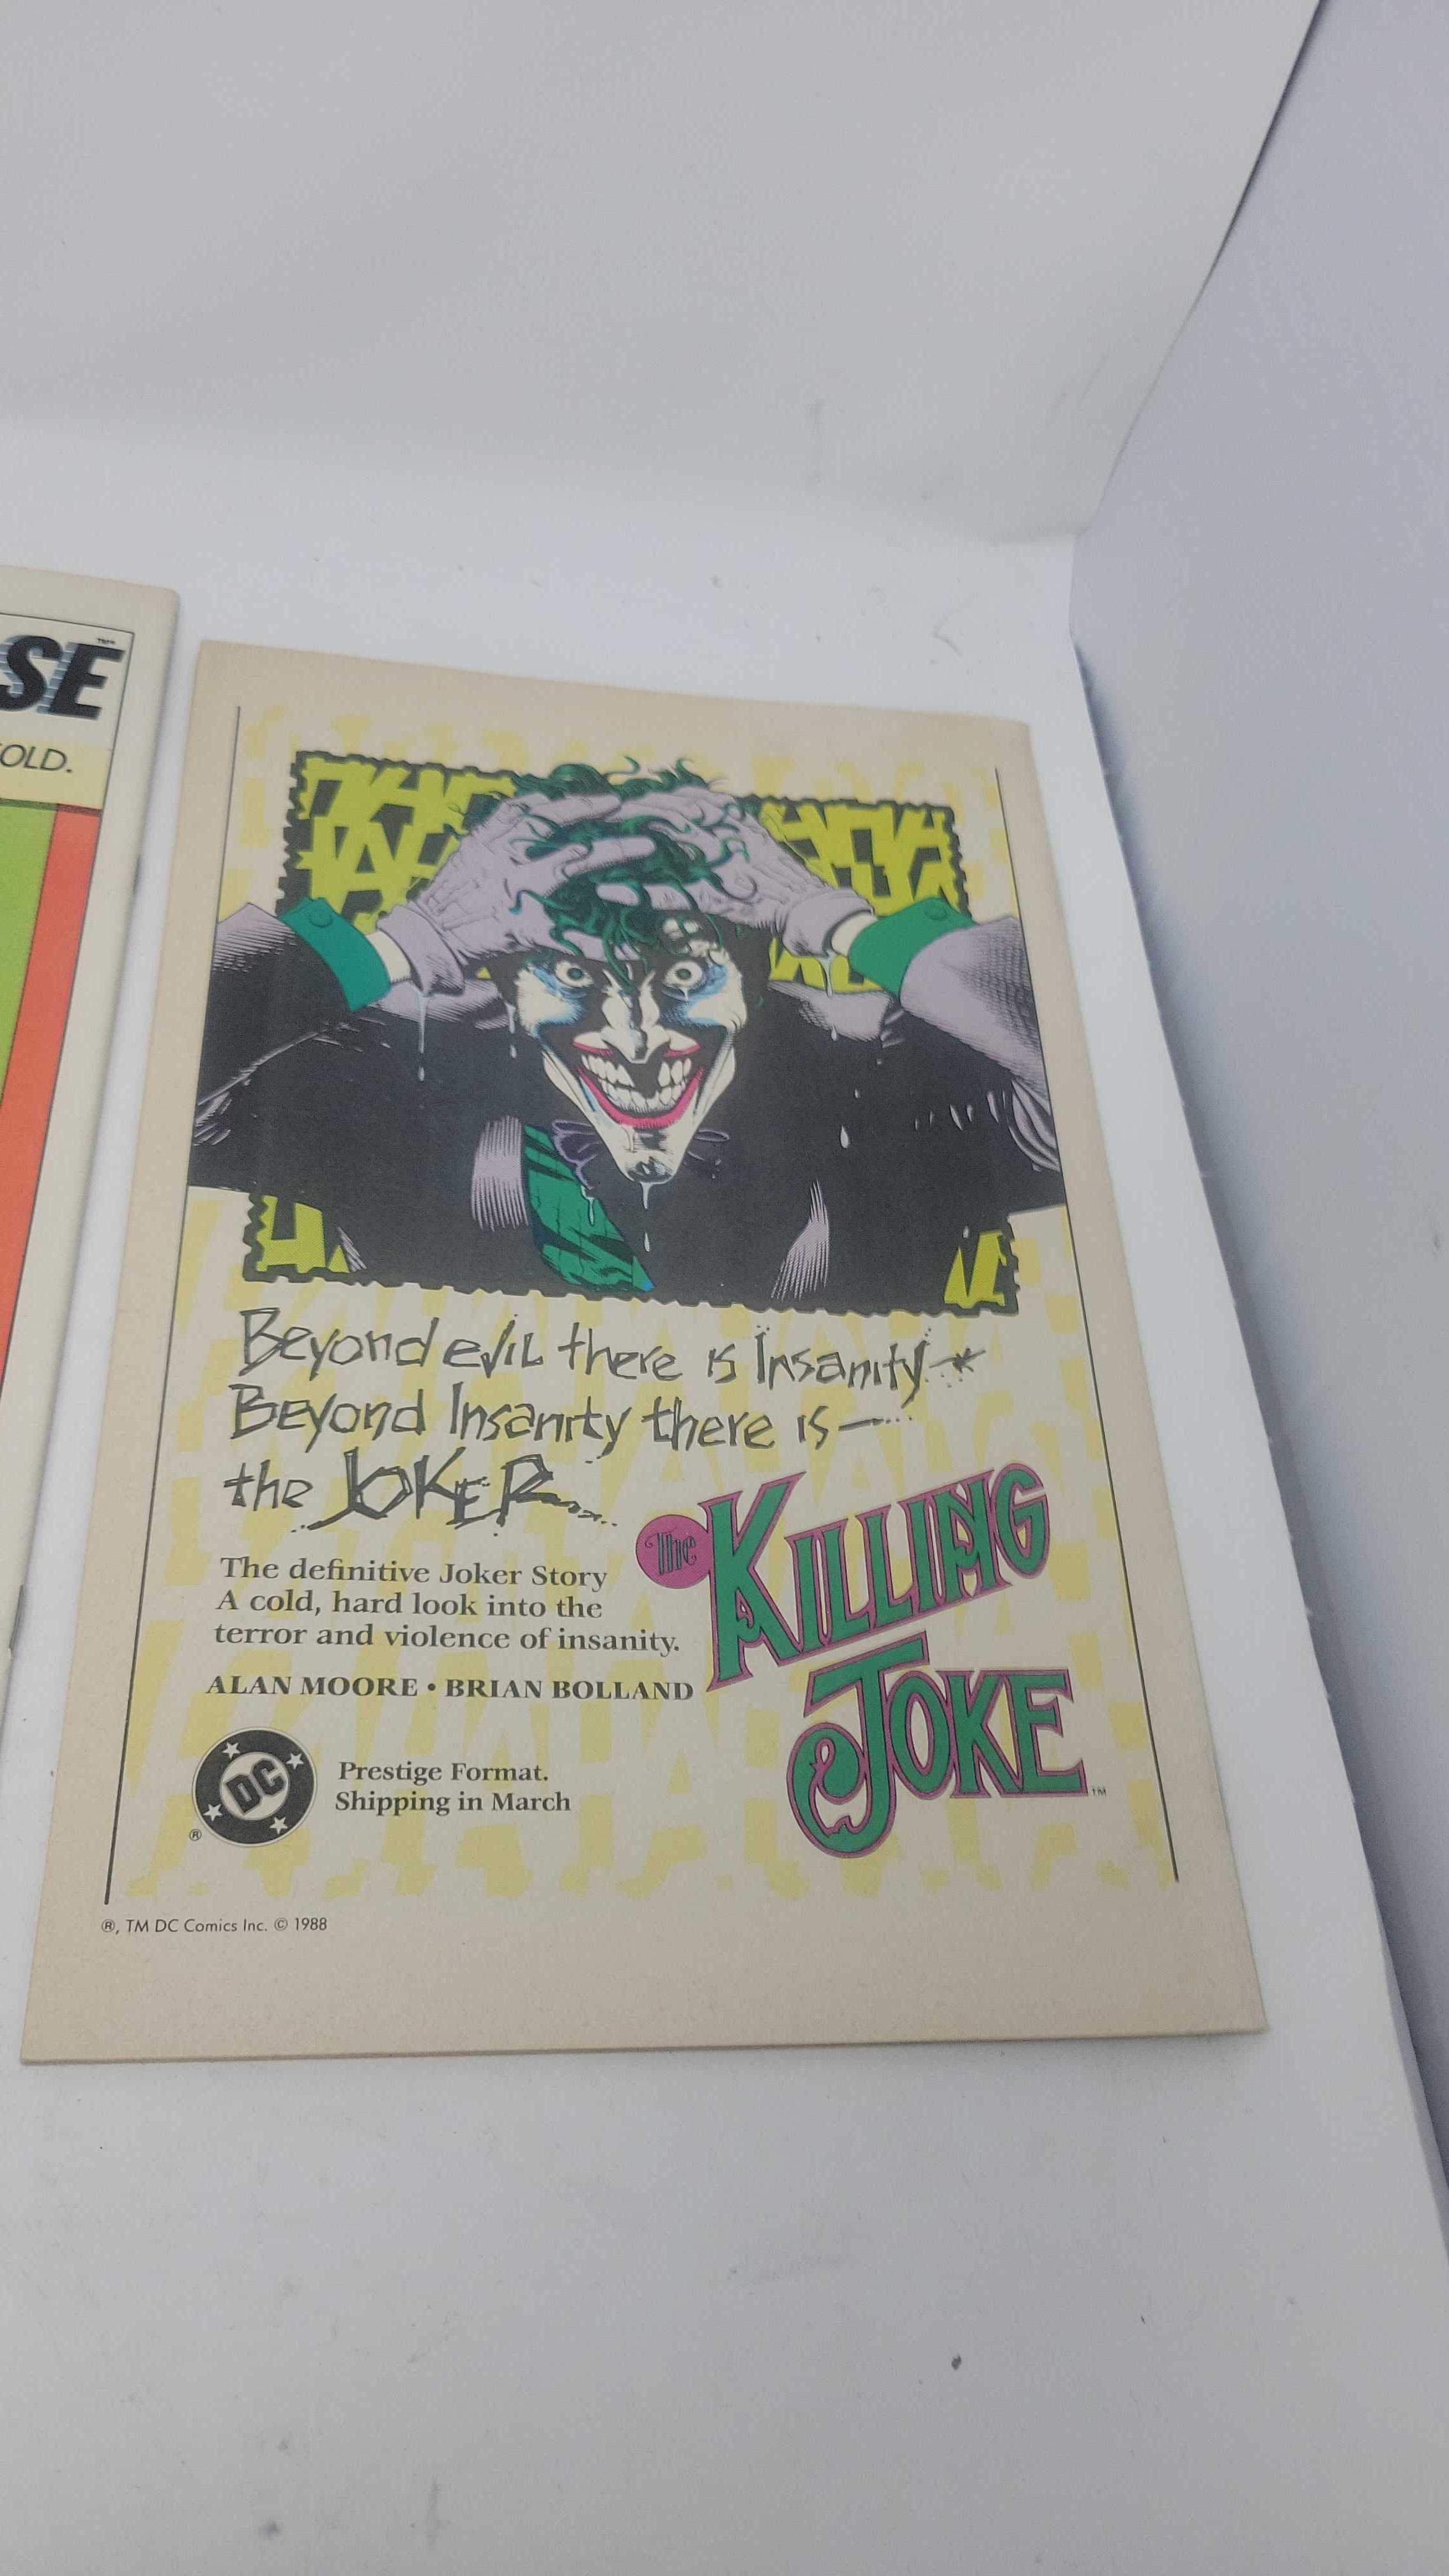 SE
TM
OLD.
Beyond evil there is Insanity
Beyond Insanity there is—
the JOKER...
The KILLING
JOKE
TM
The definitive Joker Story
A cold, hard look into the
terror and violence of insanity.
ALAN MOORE • BRIAN BOLLAND
DC
®
Prestige Format.
Shipping in March
®, TM DC Comics Inc. © 1988